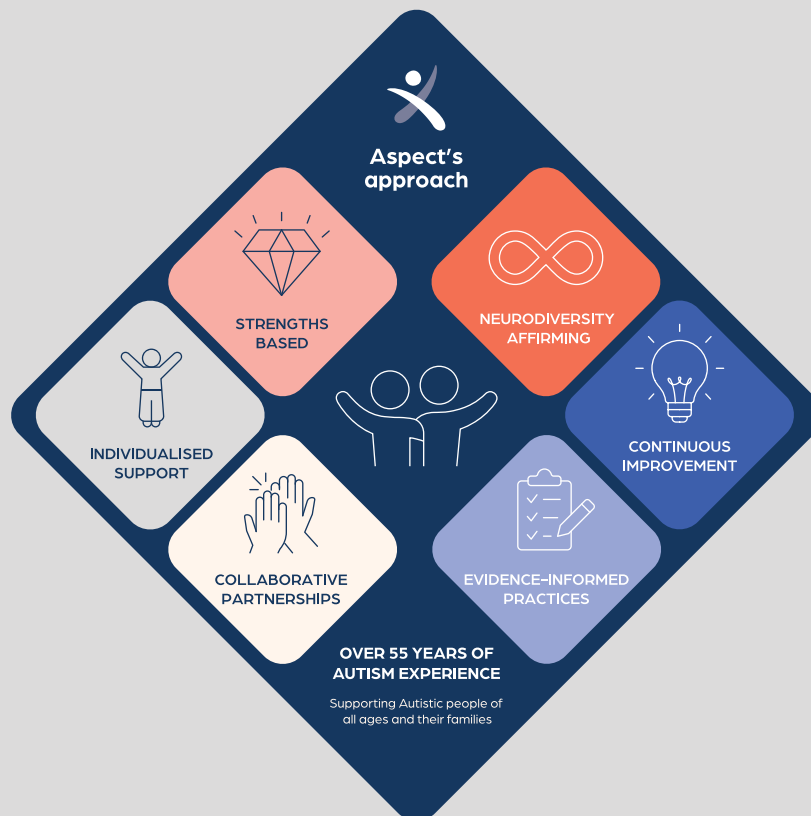 Aspect's
approach
STRENGTHS
BASED
NEURODIVERSITY
AFFIRMING
INDIVIDUALISED
SUPPORT
CONTINUOUS
IMPROVEMENT
COLLABORATIVE
PARTNERSHIPS
EVIDENCE-INFORMED
PRACTICES
OVER 55 YEARS OF
AUTISM EXPERIENCE
Supporting Autistic people of
all ages and their families